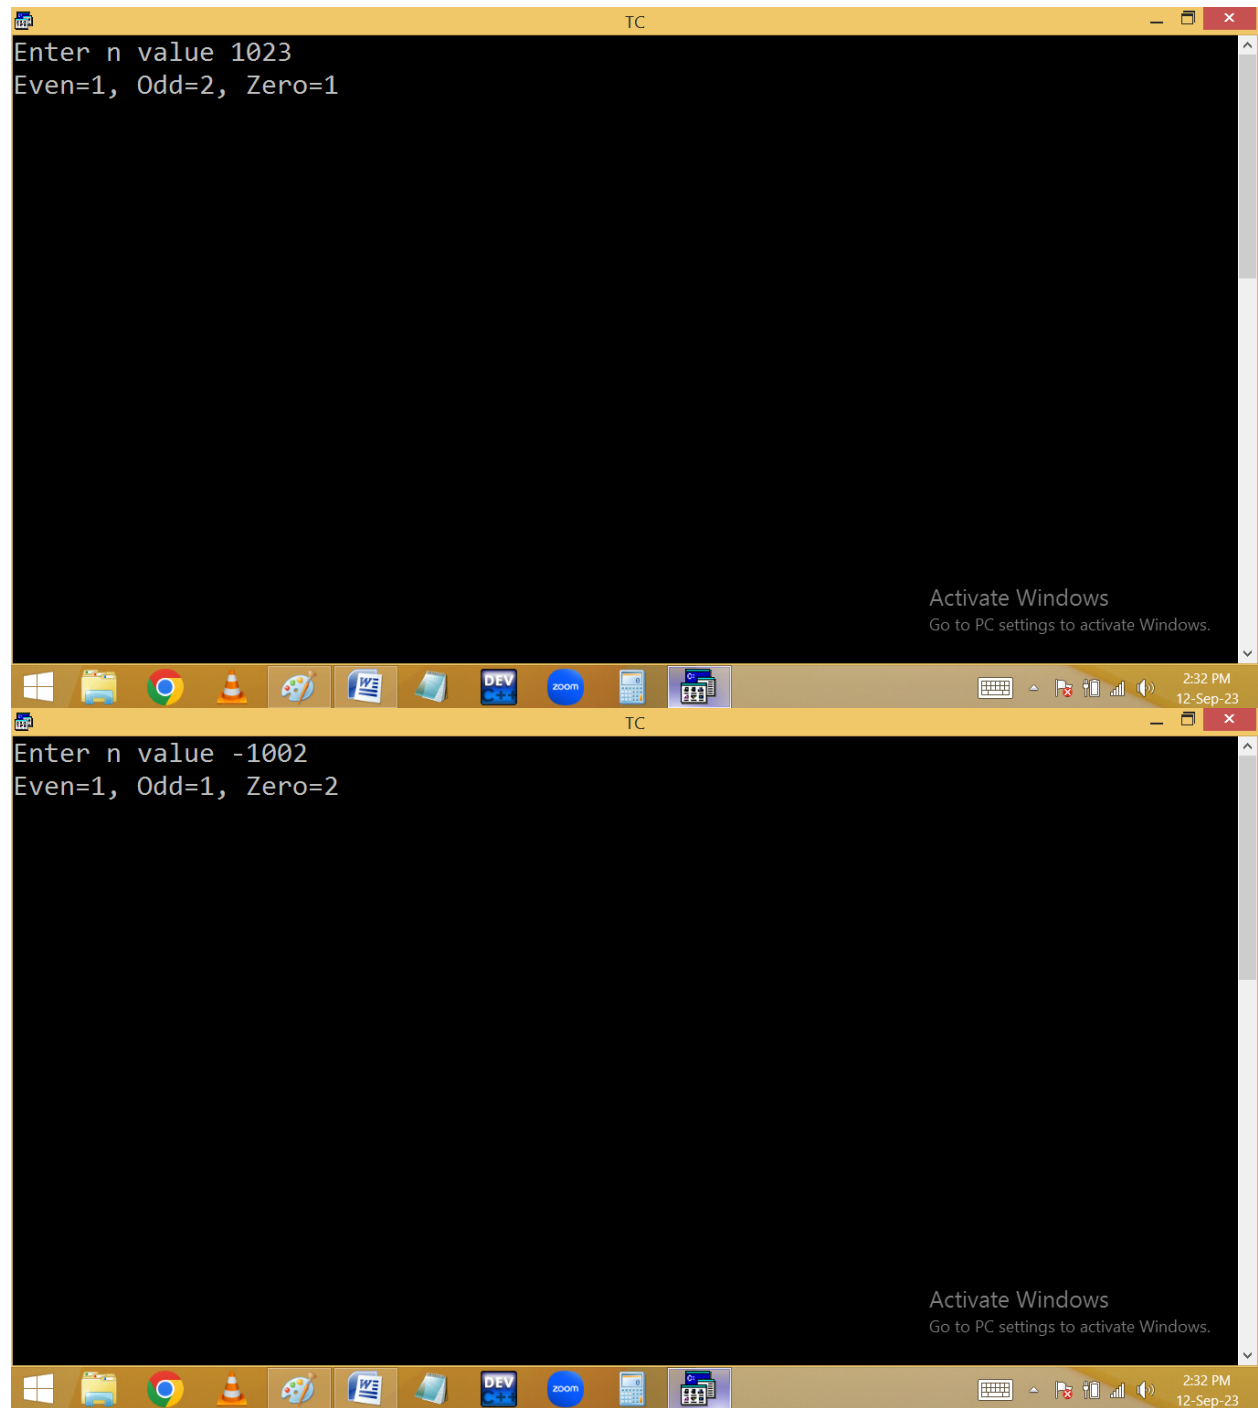 TC
Enter n value 1023
Even=1, Odd=2, Zero=1
Activate Windows
Go to PC settings to activate Windows.
DEV
C++
zoom
2:32 PM
12-Sep-23
TC
Enter n value -1002
Even=1, Odd=1, Zero=2
Activate Windows
Go to PC settings to activate Windows.
DEV
C++
zoom
2:32 PM
12-Sep-23